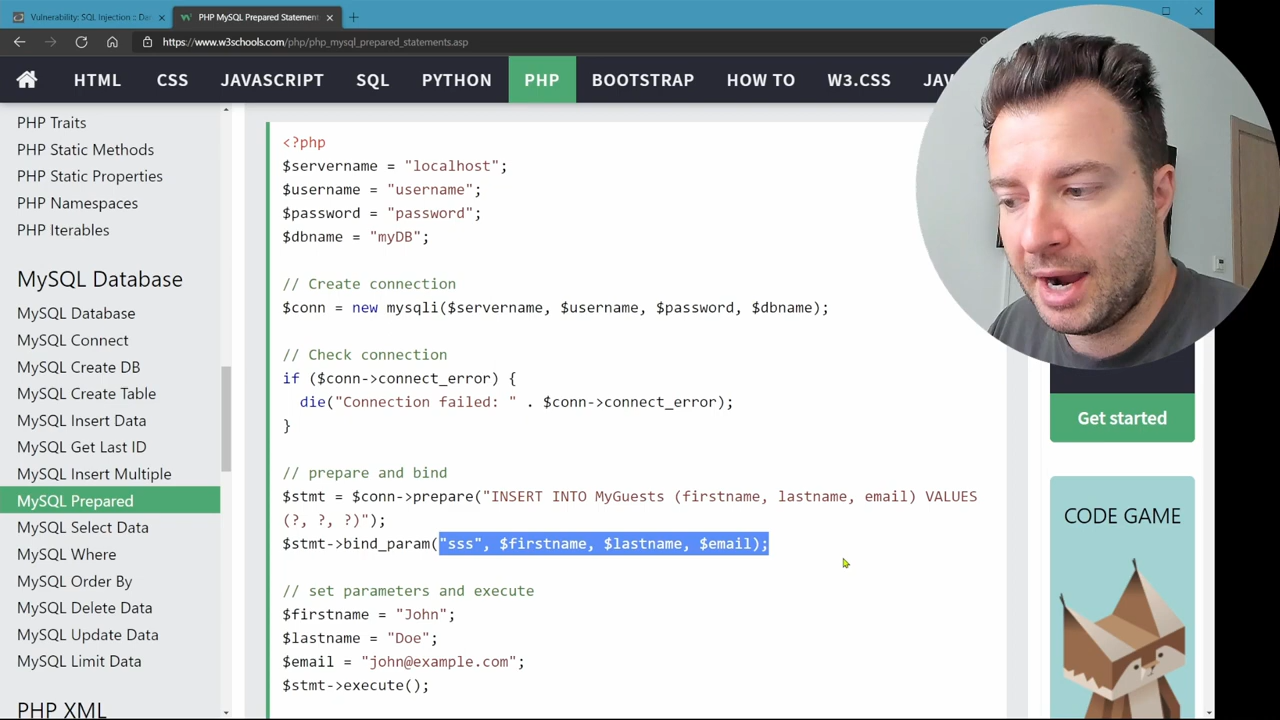 Vulnerability: SQL Injection :: Da
PHP MySQL Prepared Statement
https://www.w3schools.com/php/php_mysql_prepared_statements.asp
HTML
CSS
JAVASCRIPT
SQL
PYTHON
PHP
BOOTSTRAP
HOW TO
W3.CSS
JAV
PHP Traits
PHP Static Methods
PHP Static Properties
PHP Namespaces
PHP Iterables
MySQL Database
MySQL Database
MySQL Connect
MySQL Create DB
MySQL Create Table
MySQL Insert Data
MySQL Get Last ID
MySQL Insert Multiple
MySQL Prepared
MySQL Select Data
MySQL Where
MySQL Order By
MySQL Delete Data
MySQL Update Data
MySQL Limit Data
PHP XML
<?php
$servername = "localhost";
$username = "username";
$password = "password";
$dbname = "myDB";
// Create connection
$conn = new mysqli($servername, $username, $password, $dbname);
// Check connection
if ($conn->connect_error) {
die("Connection failed: " . $conn->connect_error);
}
// prepare and bind
$stmt = $conn->prepare("INSERT INTO MyGuests (firstname, lastname, email) VALUES
(?, ?, ?)");
$stmt->bind_param("sss", $firstname, $lastname, $email);
// set parameters and execute
$firstname = "John";
$lastname = "Doe";
$email = "john@example.com";
$stmt->execute();
Get started
CODE GAME